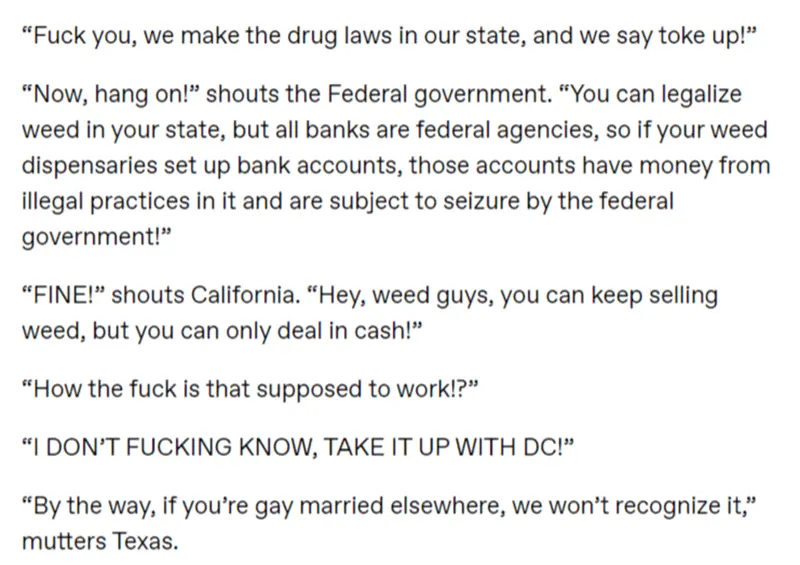 “Fuck you, we make the drug laws in our state, and we say toke up!”
“Now, hang on!” shouts the Federal government. “You can legalize
weed in your state, but all banks are federal agencies, so if your weed
dispensaries set up bank accounts, those accounts have money from
illegal practices in it and are subject to seizure by the federal
government!”
“FINE!” shouts California. “Hey, weed guys, you can keep selling
weed, but you can only deal in cash!”
“How the fuck is that supposed to work!?”
“I DON’T FUCKING KNOW, TAKE IT UP WITH DC!”
“By the way, if you’re gay married elsewhere, we won’t recognize it,”
mutters Texas.